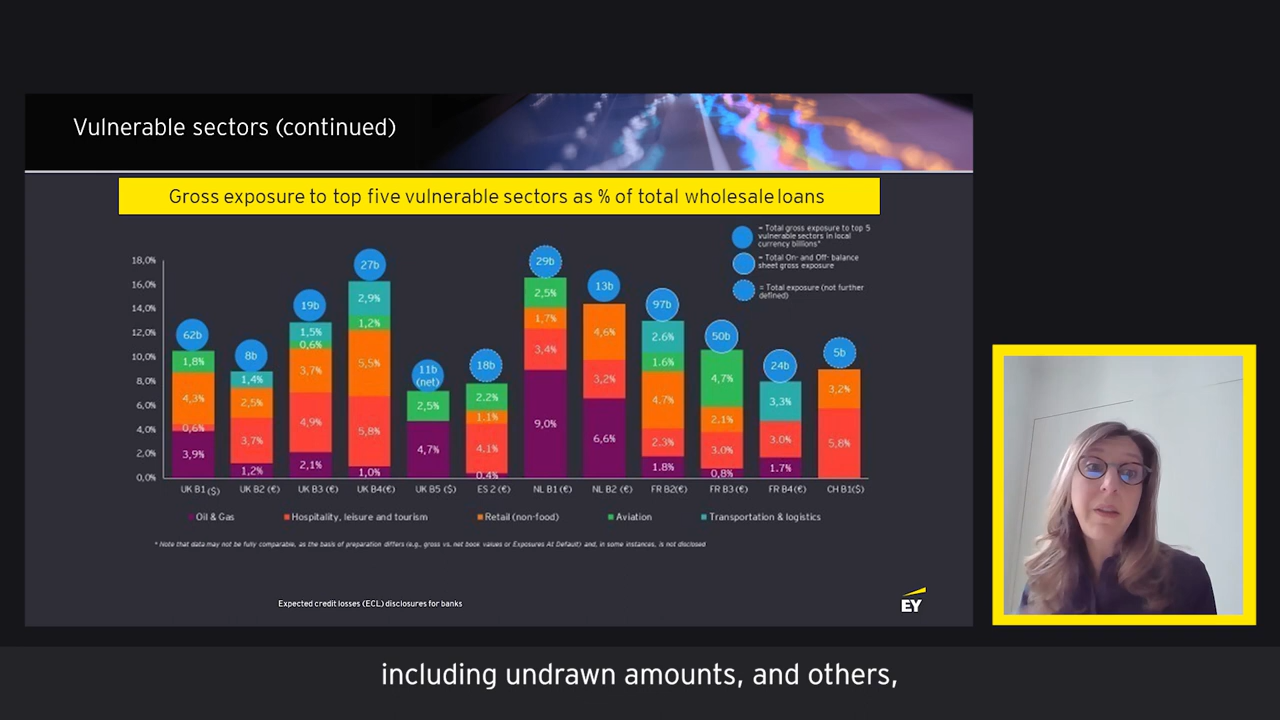 Vulnerable sectors (continued)
Gross exposure to top five vulnerable sectors as % of total wholesale loans
= Total gross exposure to top 5
vulnerable sectors in local
currency billions*
= Total On- and Off- balance
sheet gross exposure
= Total exposure (not further
defined)
18,0%
16,0%
14,0%
12,0%
10,0%
8,0%
6,0%
4,0%
2,0%
0,0%
62b
1,8%
4,3%
0,6%
3,9%
8b
1,4%
2,5%
3,7%
1,2%
19b
1,5%
0,6%
3,7%
4,9%
2,1%
27b
2,9%
1,2%
5,5%
5,8%
1,0%
11b
(net)
2,5%
4,7%
18b
2.2%
1.1%
4.1%
0.4%
29b
2,5%
1,7%
3,4%
9,0%
13b
4,6%
3,2%
6,6%
97b
2.6%
1.6%
4.7%
2.3%
1.8%
50b
4,7%
2.1%
3.0%
0,8%
24b
3,3%
3.0%
1.7%
5b
3,2%
5,8%
UK B1 ($) UK B2 (€) UK B3 (€) UK B4(€) UK B5 ($) ES 2 (€) NL B1 (€) NL B2 (€) FR B2(€) FR B3 (€) FR B4(€) CH B1($)
Oil & Gas Hospitality, leisure and tourism Retail (non-food) Aviation Transportation & logistics
* Note that data may not be fully comparable, as the basis of preparation differs (e.g., gross vs. net book values or Exposures At Default) and, in some instances, is not disclosed
Expected credit losses (ECL) disclosures for banks
EY
including undrawn amounts, and others,